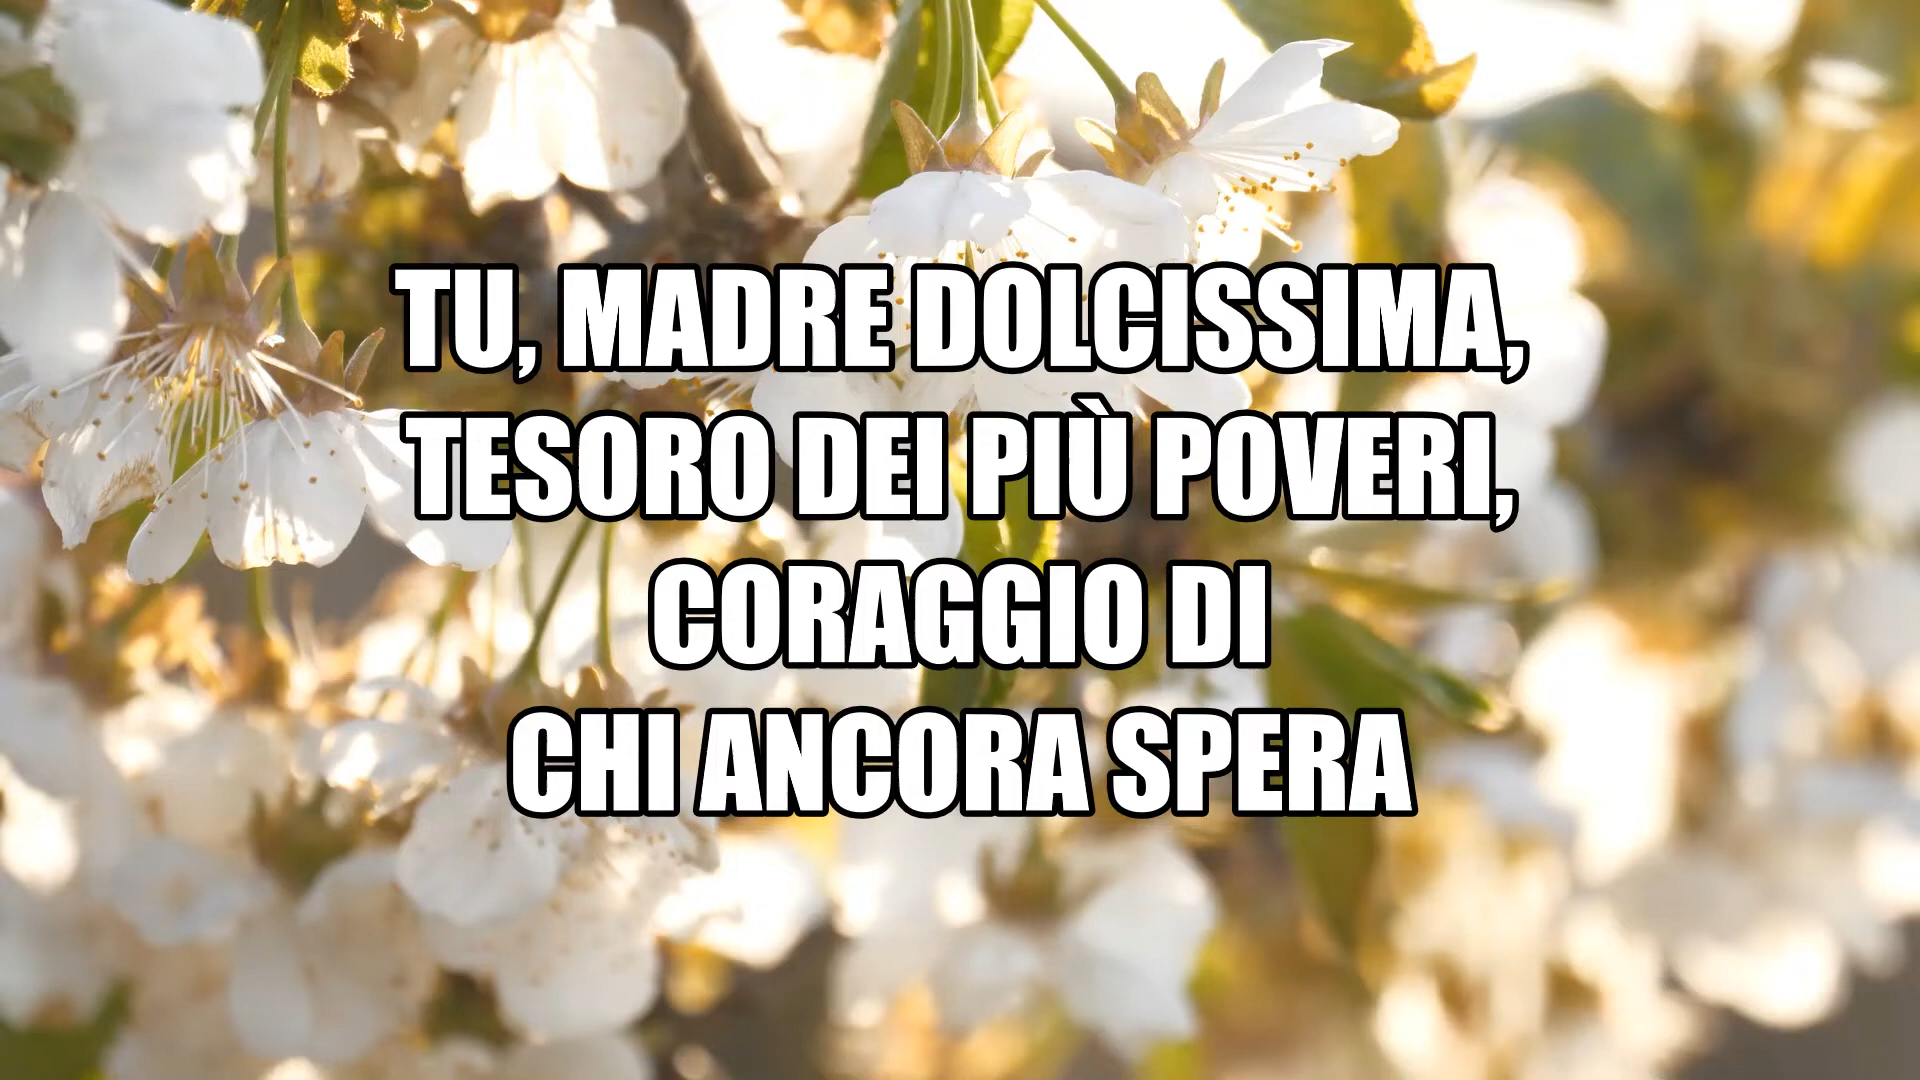 TU, MADRE DOLCISSIMA,
TESORO DEI PIÙ POVERI,
CORAGGIO DI
CHI ANCORA SPERA